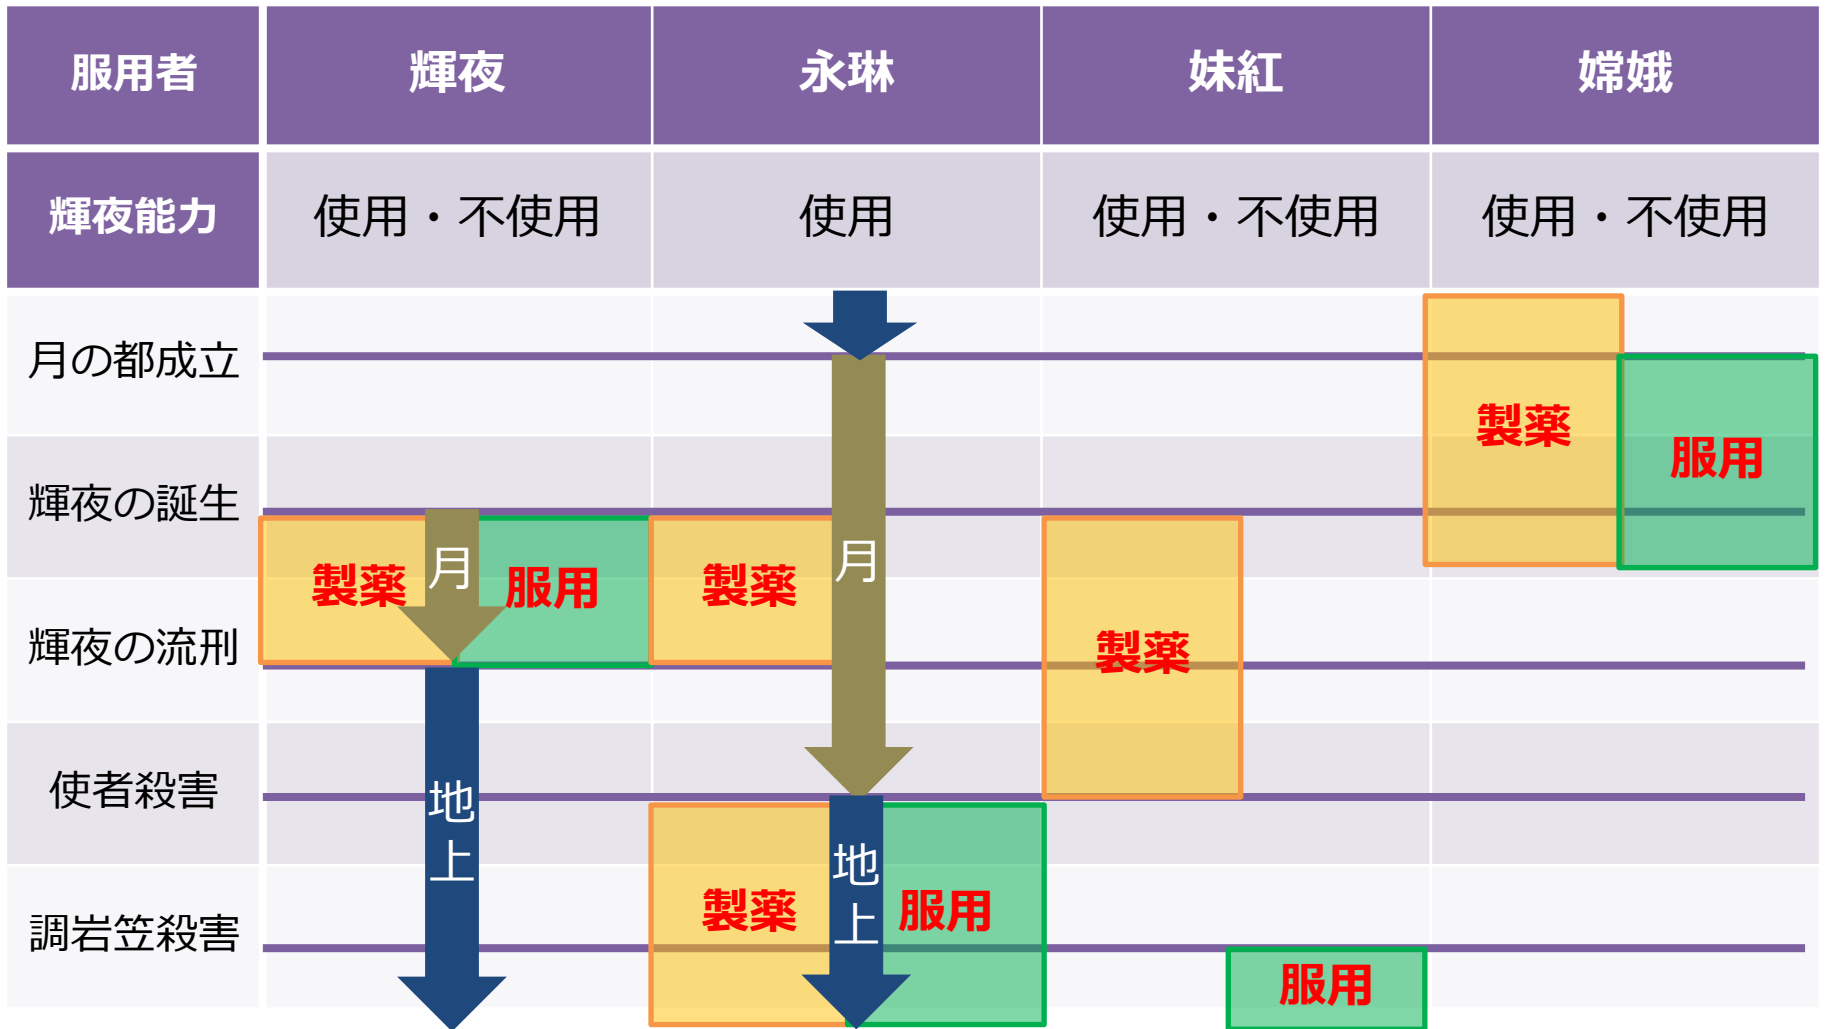 服用者 輝夜 永琳 妹紅 嫦娥
輝夜能力 使用・不使用 使用 使用・不使用 使用・不使用
月の都成立
製薬
服用
輝夜の誕生
月
月
製薬
服用
製薬
輝夜の流刑
製薬
使者殺害
地上
地上
製薬
服用
調岩笠殺害
服用